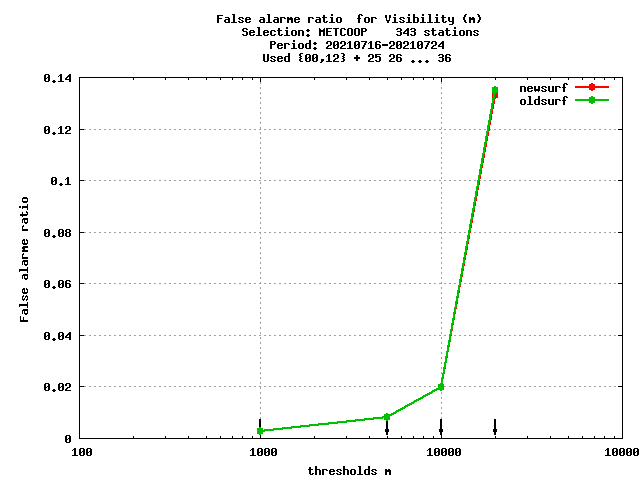 False alarme ratio  for Visibility (m)
Selection: METCOOP    343 stations
Period: 20210716-20210724
Used {00,12} + 25 26 ... 36
0.14
0.12
0.1
0.08
0.06
0.04
0.02
0
False alarme ratio
newsurf
oldsurf
100 1000 10000 10000
thresholds m